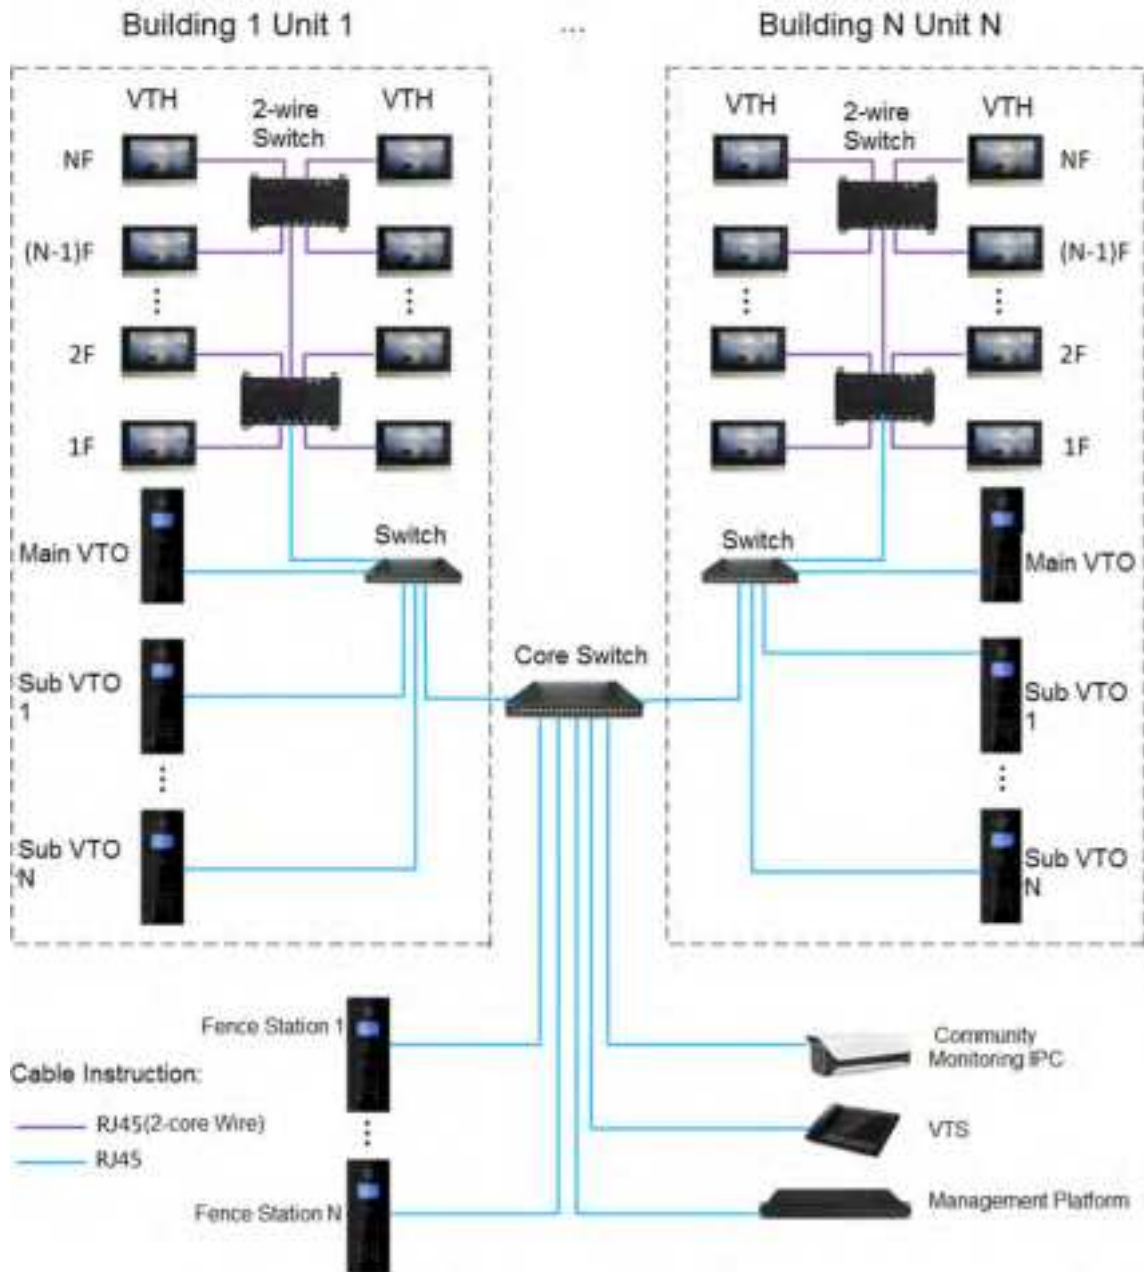 Building 1 Unit 1
...
Building N Unit N
VTH
2-wire
Switch
VTH
NF
(N-1)F
2F
1F
Main VTO
Switch
Sub VTO
1
Sub VTO
N
VTH
2-wire
Switch
VTH
NF
(N-1)F
2F
1F
Switch
Main VTO
Sub VTO
1
Sub VTO
N
Core Switch
Fence Station 1
Fence Station N
Community
Monitoring IPC
VTS
Management Platform
Cable Instruction:
RJ45(2-core Wire)
RJ45